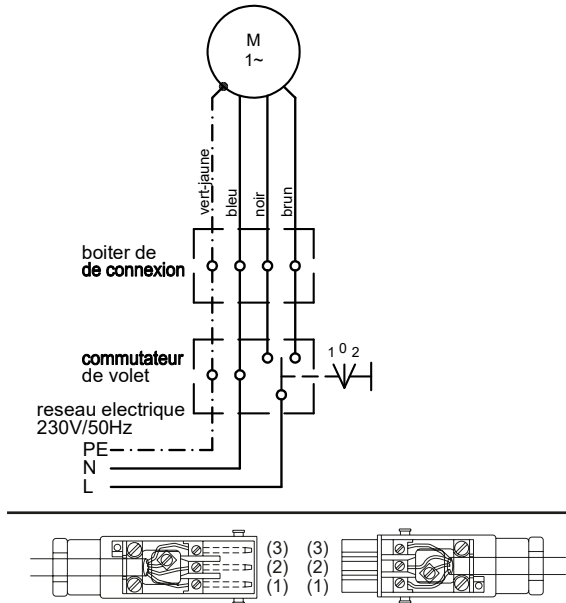 M
1~
vert-jaune
bleu
noir
brun
boiter de
de connexion
commutateur
de volet
1 0 2
reseau electrique
230V/50Hz
PE
N
L
(3) (3)
(2) (2)
(1) (1)